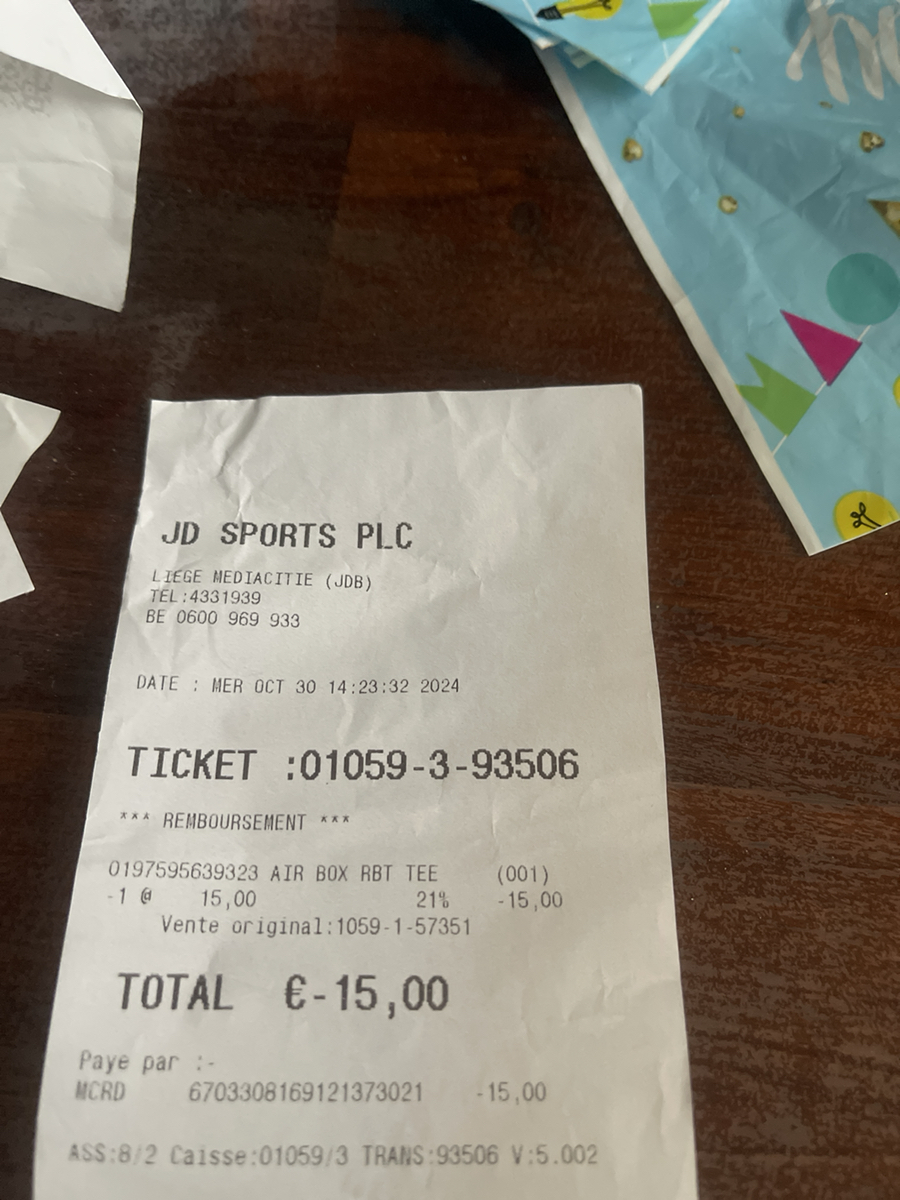 JD SPORTS PLC
LIEGE MEDIACITIE (JDB)
TEL:4331939
BE 0600 969 933
DATE : MER OCT 30 14:23:32 2024
TICKET :01059-3-93506
*** REMBOURSEMENT ***
0197595639323 AIR BOX RBT TEE (001)
-1 @ 15,00 21% -15,00
Vente original:1059-1-57351
TOTAL €-15,00
Paye par :-
MCRD 6703308169121373021 -15,00
ASS:8/2 Caisse:01059/3 TRANS:93506 V:5.002